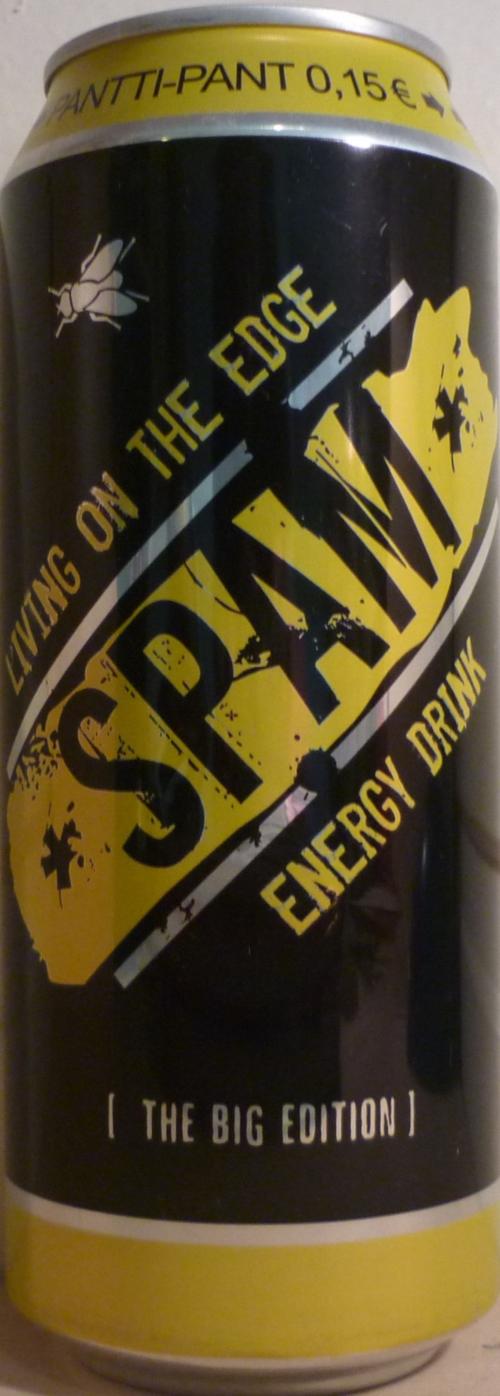 PANTTI-PANT 0,15€
LIVING ON THE EDGE
SPAM
ENERGY DRINK
[ THE BIG EDITION ]